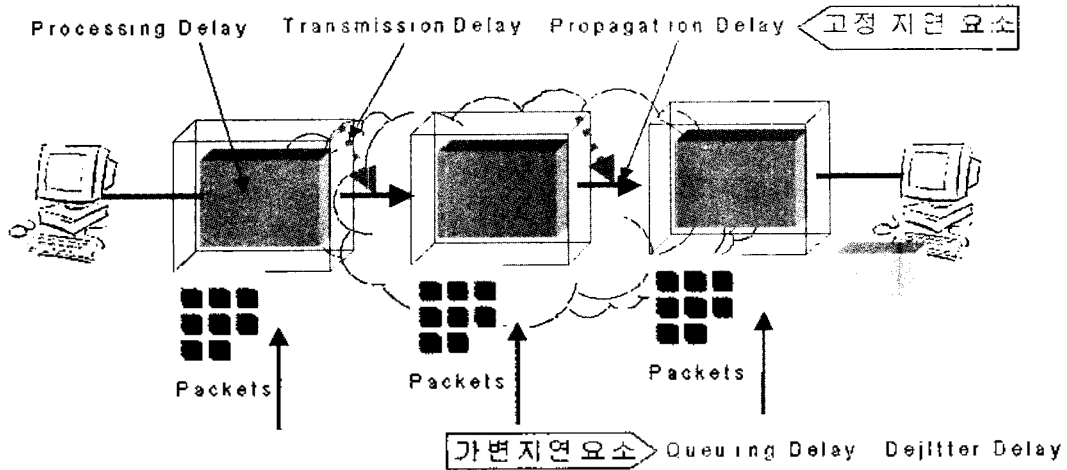 Processing Delay Transmission Delay Propagation Delay 고정 지연 요소
Packets
Packets
Packets
가변지연요소 Queuing Delay Dejitter Delay